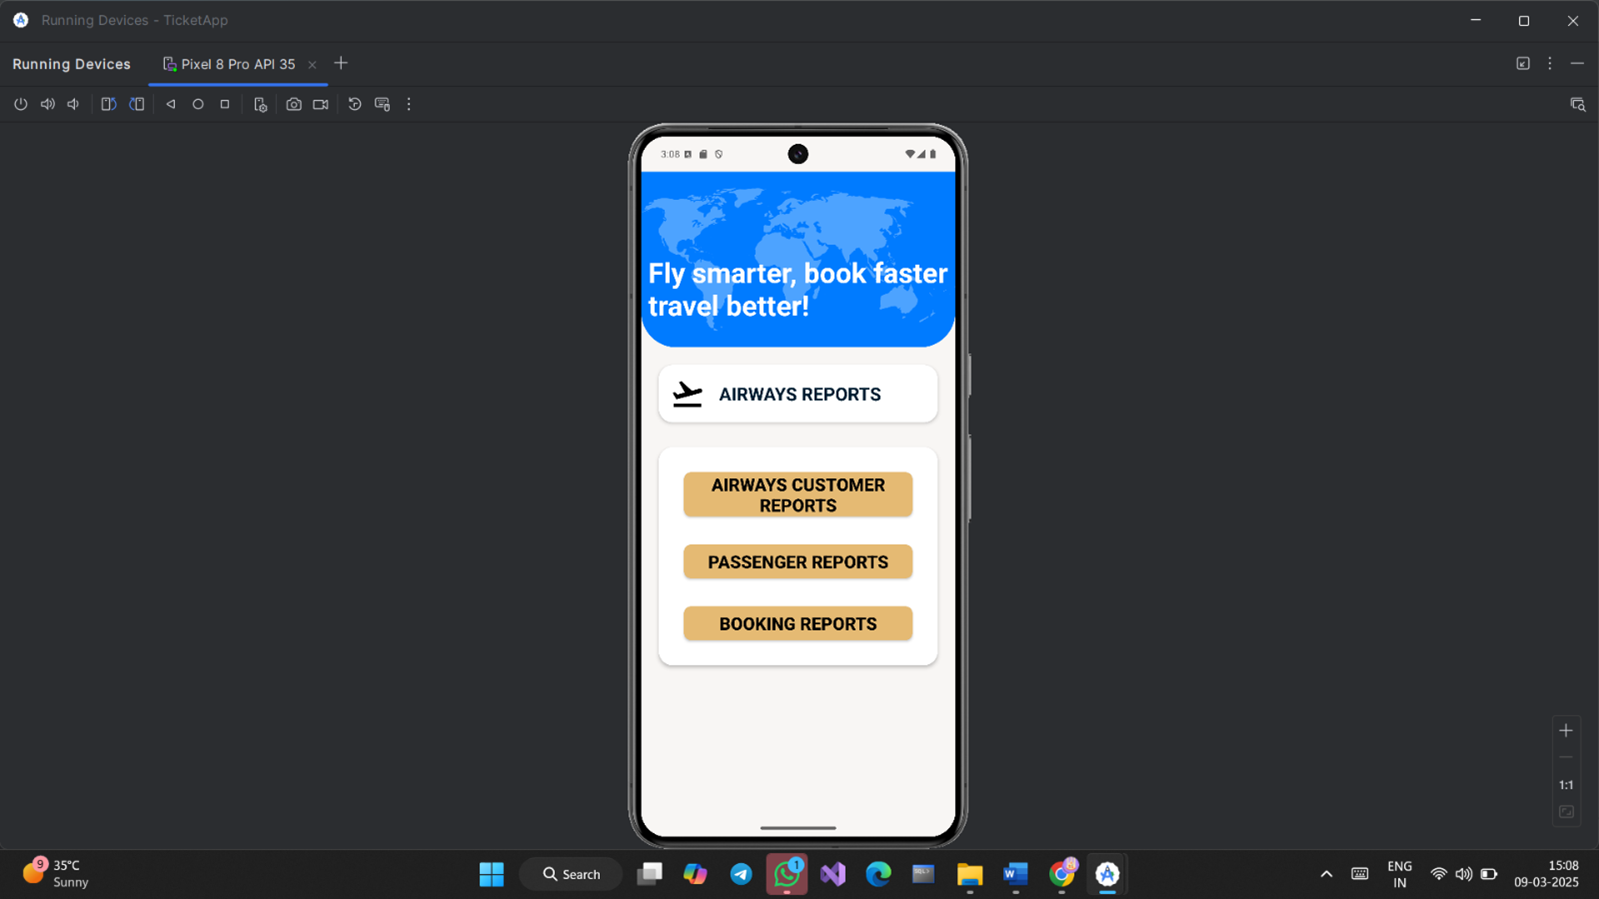 Running Devices - TicketApp
Running Devices
Pixel 8 Pro API 35
3:08
Fly smarter, book faster
travel better!
AIRWAYS REPORTS
AIRWAYS CUSTOMER
REPORTS
PASSENGER REPORTS
BOOKING REPORTS
1:1
9
35°C
Sunny
Search
1
ENG
IN
15:08
09-03-2025